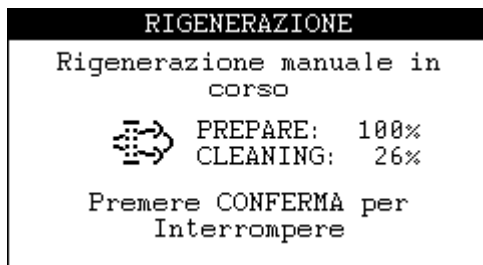 RIGENERAZIONE
Rigenerazione manuale in
corso
PREPARE: 100%
CLEANING: 26%
Premere CONFERMA per
Interrompere